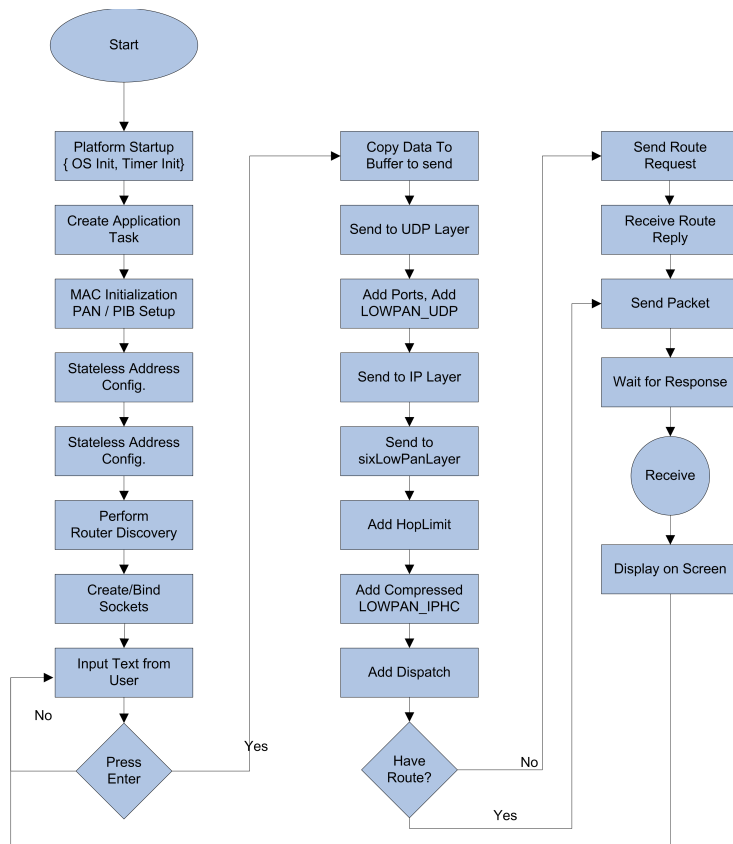 Start
Platform Startup
{ OS Init, Timer Init}
Create Application
Task
MAC Initialization
PAN / PIB Setup
Stateless Address
Config.
Stateless Address
Config.
Perform
Router Discovery
Create/Bind
Sockets
Input Text from
User
No
Press
Enter
Yes
Copy Data To
Buffer to send
Send to UDP Layer
Add Ports, Add
LOWPAN_UDP
Send to IP Layer
Send to
sixLowPanLayer
Add HopLimit
Add Compressed
LOWPAN_IPHC
Add Dispatch
Have
Route?
No
Yes
Send Route
Request
Receive Route
Reply
Send Packet
Wait for Response
Receive
Display on Screen